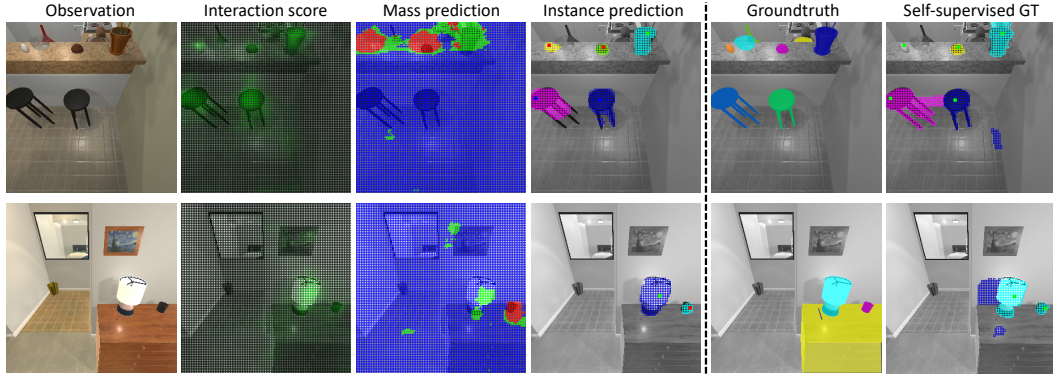 Observation
Interaction score
Mass prediction
Instance prediction
Groundtruth
Self-supervised GT